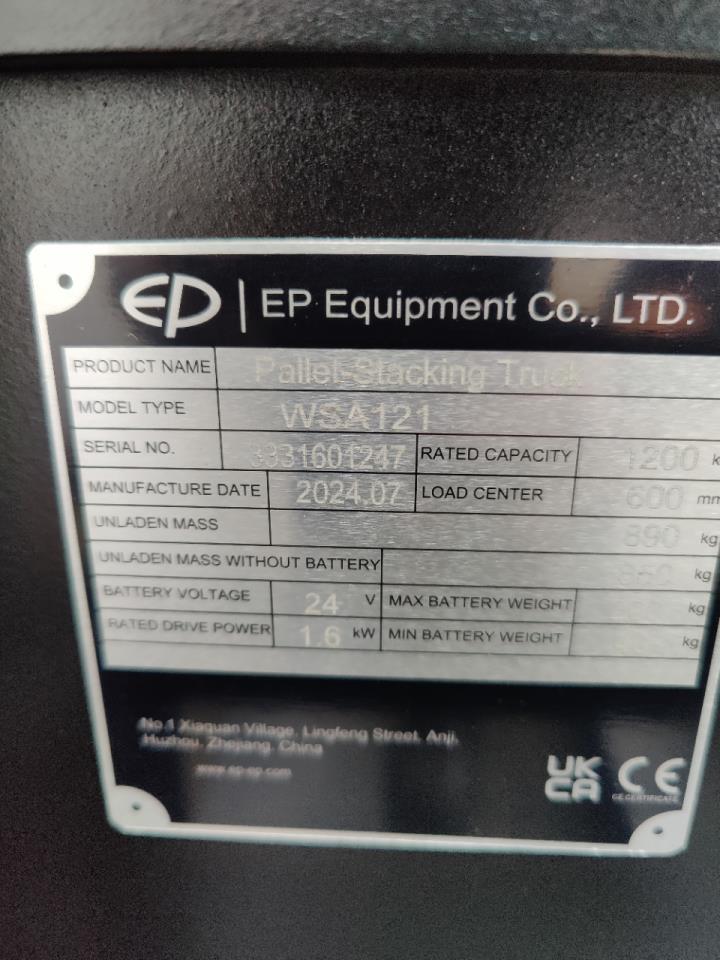 EP | EP Equipment Co., LTD.
PRODUCT NAME Pallet-Stacking Truck
MODEL TYPE WSA121
SERIAL NO. 3331601247 RATED CAPACITY 1200 k
MANUFACTURE DATE 2024.07 LOAD CENTER 600 mm
UNLADEN MASS 890 kg
UNLADEN MASS WITHOUT BATTERY kg
BATTERY VOLTAGE 24 V MAX BATTERY WEIGHT kg
RATED DRIVE POWER 1.6 kW MIN BATTERY WEIGHT kg
No.1 Xiaquan Village, Lingfeng Street, Anji,
Huzhou, Zhejiang, China
www.ep-ep.com
UK CA CE
CE CERTIFICATE